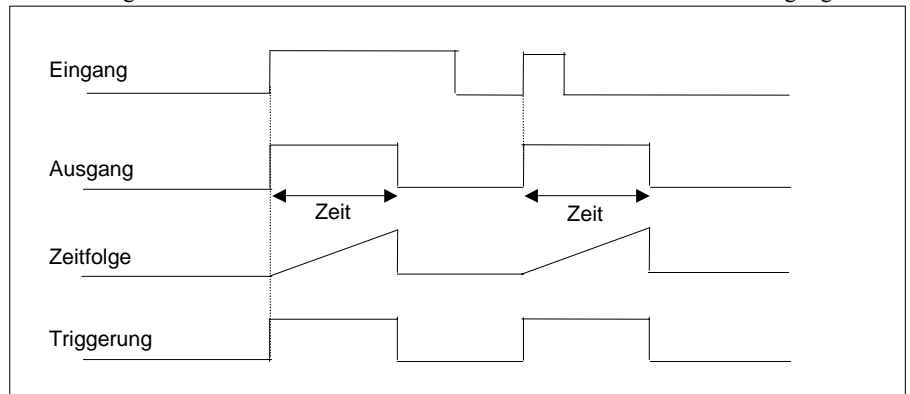 Eingang
Ausgang
Zeit Zeit
Zeitfolge
Triggerung